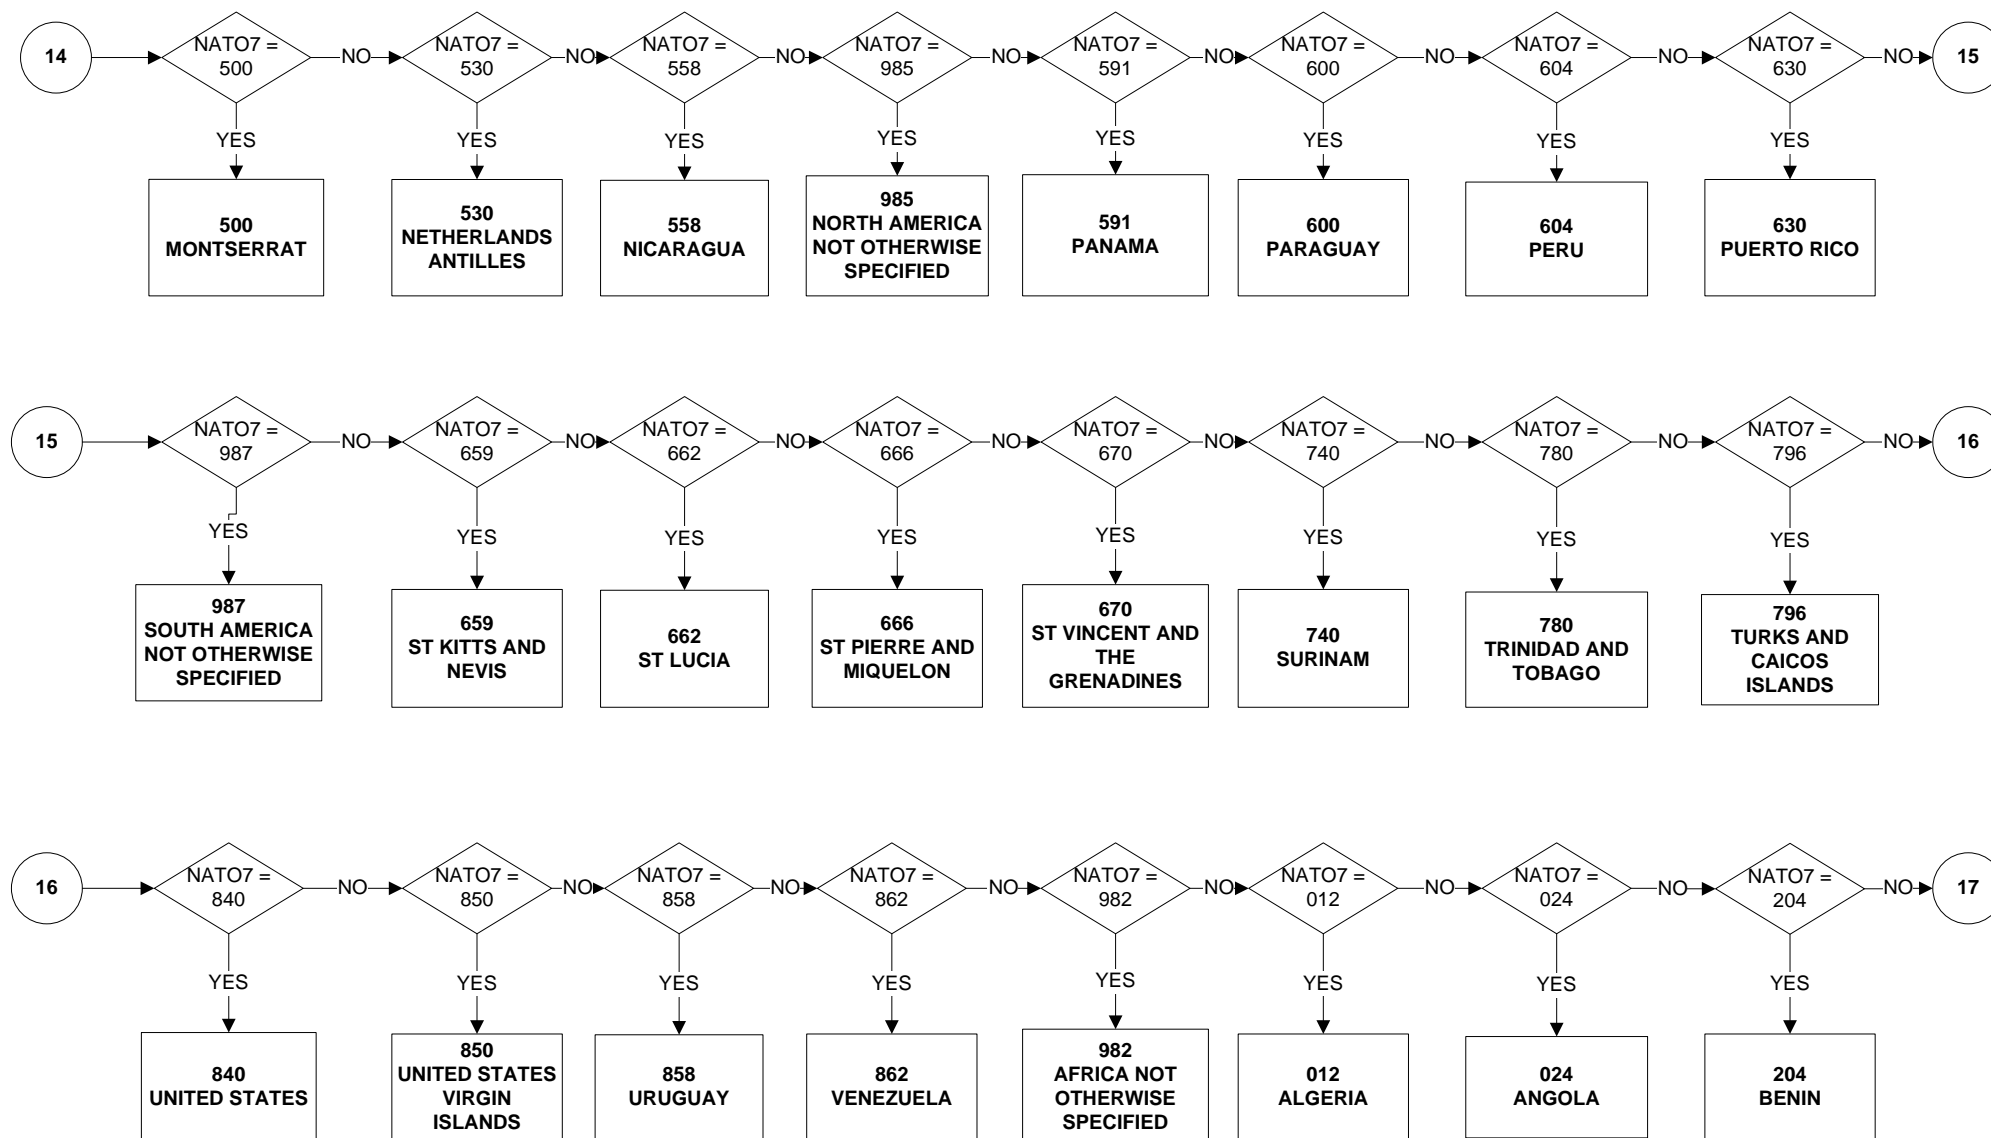 14
NATO7 =
500
NO
NATO7 =
530
NO
NATO7 =
558
NO
NATO7 =
985
NO
NATO7 =
591
NO
NATO7 =
600
NO
NATO7 =
604
NO
NATO7 =
630
NO
15
YES
YES
YES
YES
YES
YES
YES
YES
500
MONTSERRAT
530
NETHERLANDS
ANTILLES
558
NICARAGUA
985
NORTH AMERICA
NOT OTHERWISE
SPECIFIED
591
PANAMA
600
PARAGUAY
604
PERU
630
PUERTO RICO
15
NATO7 =
987
NO
NATO7 =
659
NO
NATO7 =
662
NO
NATO7 =
666
NO
NATO7 =
670
NO
NATO7 =
740
NO
NATO7 =
780
NO
NATO7 =
796
NO
16
YES
YES
YES
YES
YES
YES
YES
YES
987
SOUTH AMERICA
NOT OTHERWISE
SPECIFIED
659
ST KITTS AND
NEVIS
662
ST LUCIA
666
ST PIERRE AND
MIQUELON
670
ST VINCENT AND
THE
GRENADINES
740
SURINAM
780
TRINIDAD AND
TOBAGO
796
TURKS AND
CAICOS
ISLANDS
16
NATO7 =
840
NO
NATO7 =
850
NO
NATO7 =
858
NO
NATO7 =
862
NO
NATO7 =
982
NO
NATO7 =
012
NO
NATO7 =
024
NO
NATO7 =
204
NO
17
YES
YES
YES
YES
YES
YES
YES
YES
840
UNITED STATES
850
UNITED STATES
VIRGIN
ISLANDS
858
URUGUAY
862
VENEZUELA
982
AFRICA NOT
OTHERWISE
SPECIFIED
012
ALGERIA
024
ANGOLA
204
BENIN